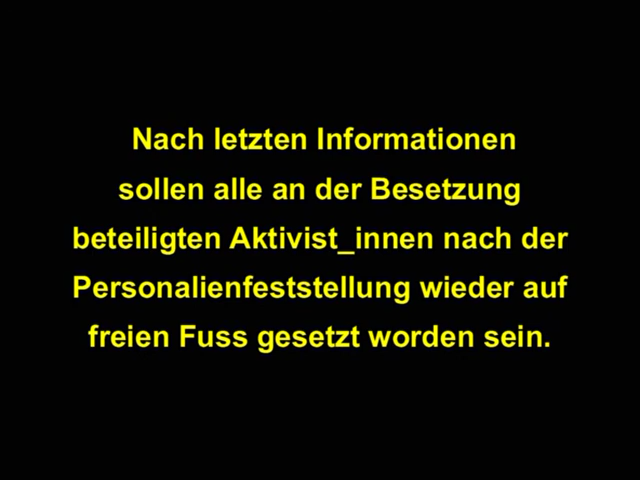 Nach letzten Informationen
sollen alle an der Besetzung
beteiligten Aktivist_innen nach der
Personalienfeststellung wieder auf
freien Fuss gesetzt worden sein.